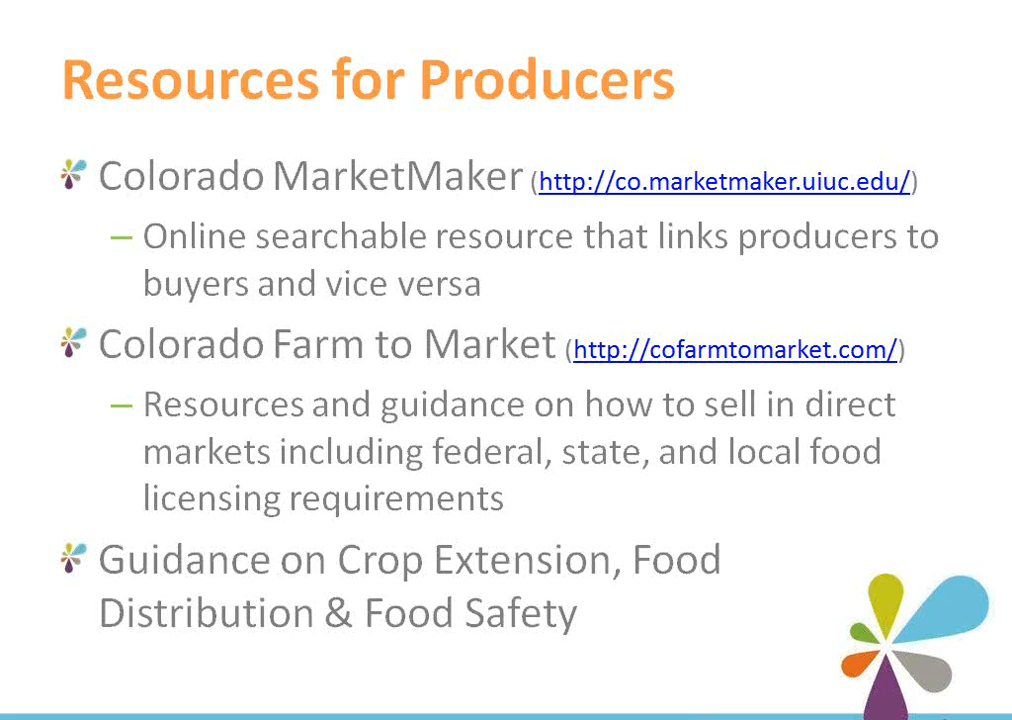 Resources for Producers
Colorado MarketMaker (http://co.marketmaker.uiuc.edu/)
– Online searchable resource that links producers to
buyers and vice versa
Colorado Farm to Market (http://cofarmtomarket.com/)
– Resources and guidance on how to sell in direct
markets including federal, state, and local food
licensing requirements
Guidance on Crop Extension, Food
Distribution & Food Safety